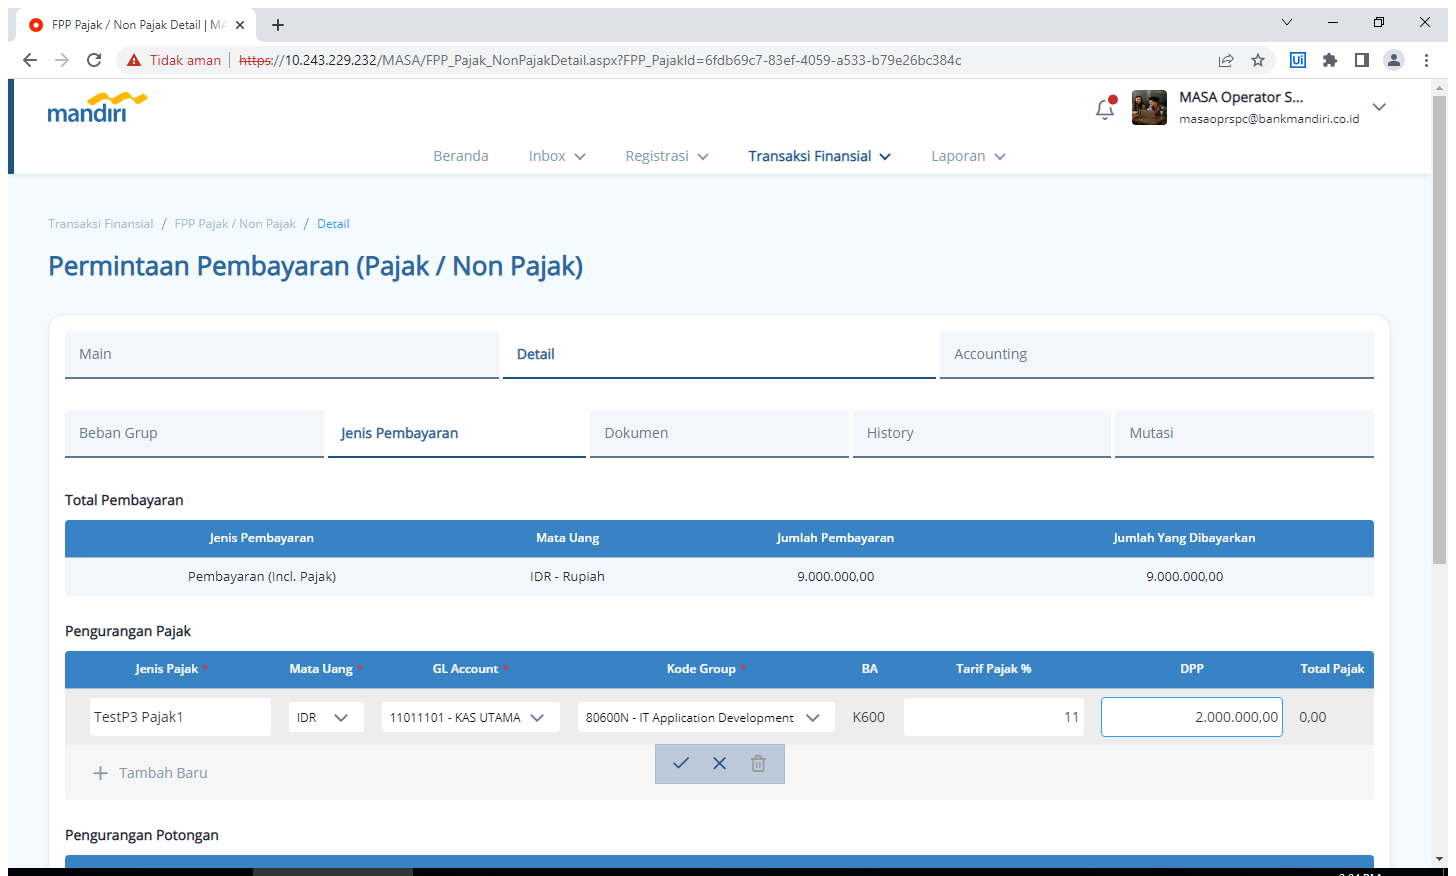 FPP Pajak / Non Pajak Detail | MA
Tidak aman https://10.243.229.232/MASA/FPP_Pajak_NonPajakDetail.aspx?FPP_PajakId=6fdb69c7-83ef-4059-a533-b79e26bc384c
Ui
mandiri
MASA Operator S...
masaoprspc@bankmandiri.co.id
Beranda Inbox Registrasi Transaksi Finansial Laporan
Transaksi Finansial / FPP Pajak / Non Pajak / Detail
Permintaan Pembayaran (Pajak / Non Pajak)
Main Detail Accounting
Beban Grup Jenis Pembayaran Dokumen History Mutasi
Total Pembayaran
Jenis Pembayaran Mata Uang Jumlah Pembayaran Jumlah Yang Dibayarkan
Pembayaran (Incl. Pajak) IDR - Rupiah 9.000.000,00 9.000.000,00
Pengurangan Pajak
Jenis Pajak * Mata Uang * GL Account * Kode Group * BA Tarif Pajak % DPP Total Pajak
TestP3 Pajak1 IDR 11011101 - KAS UTAMA 80600N - IT Application Development K600 11 2.000.000,00 0,00
+ Tambah Baru
Pengurangan Potongan